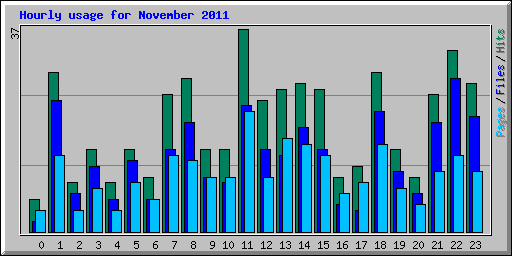 Hourly usage for November 2011
37
Pages/Files/Hits
0 1 2 3 4 5 6 7 8 9 10 11 12 13 14 15 16 17 18 19 20 21 22 23